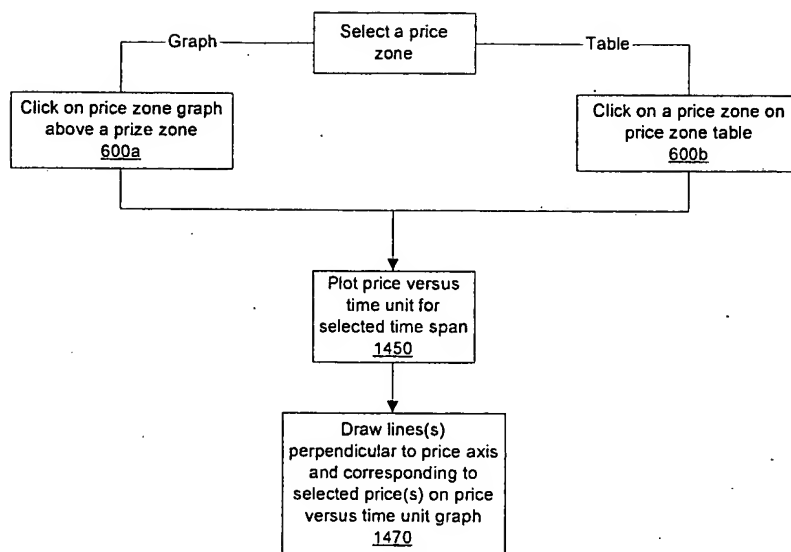 Select a price
zone
Graph
Table
Click on price zone graph
above a prize zone
600a
Click on a price zone on
price zone table
600b
Plot price versus
time unit for
selected time span
1450
Draw lines(s)
perpendicular to price axis
and corresponding to
selected price(s) on price
versus time unit graph
1470